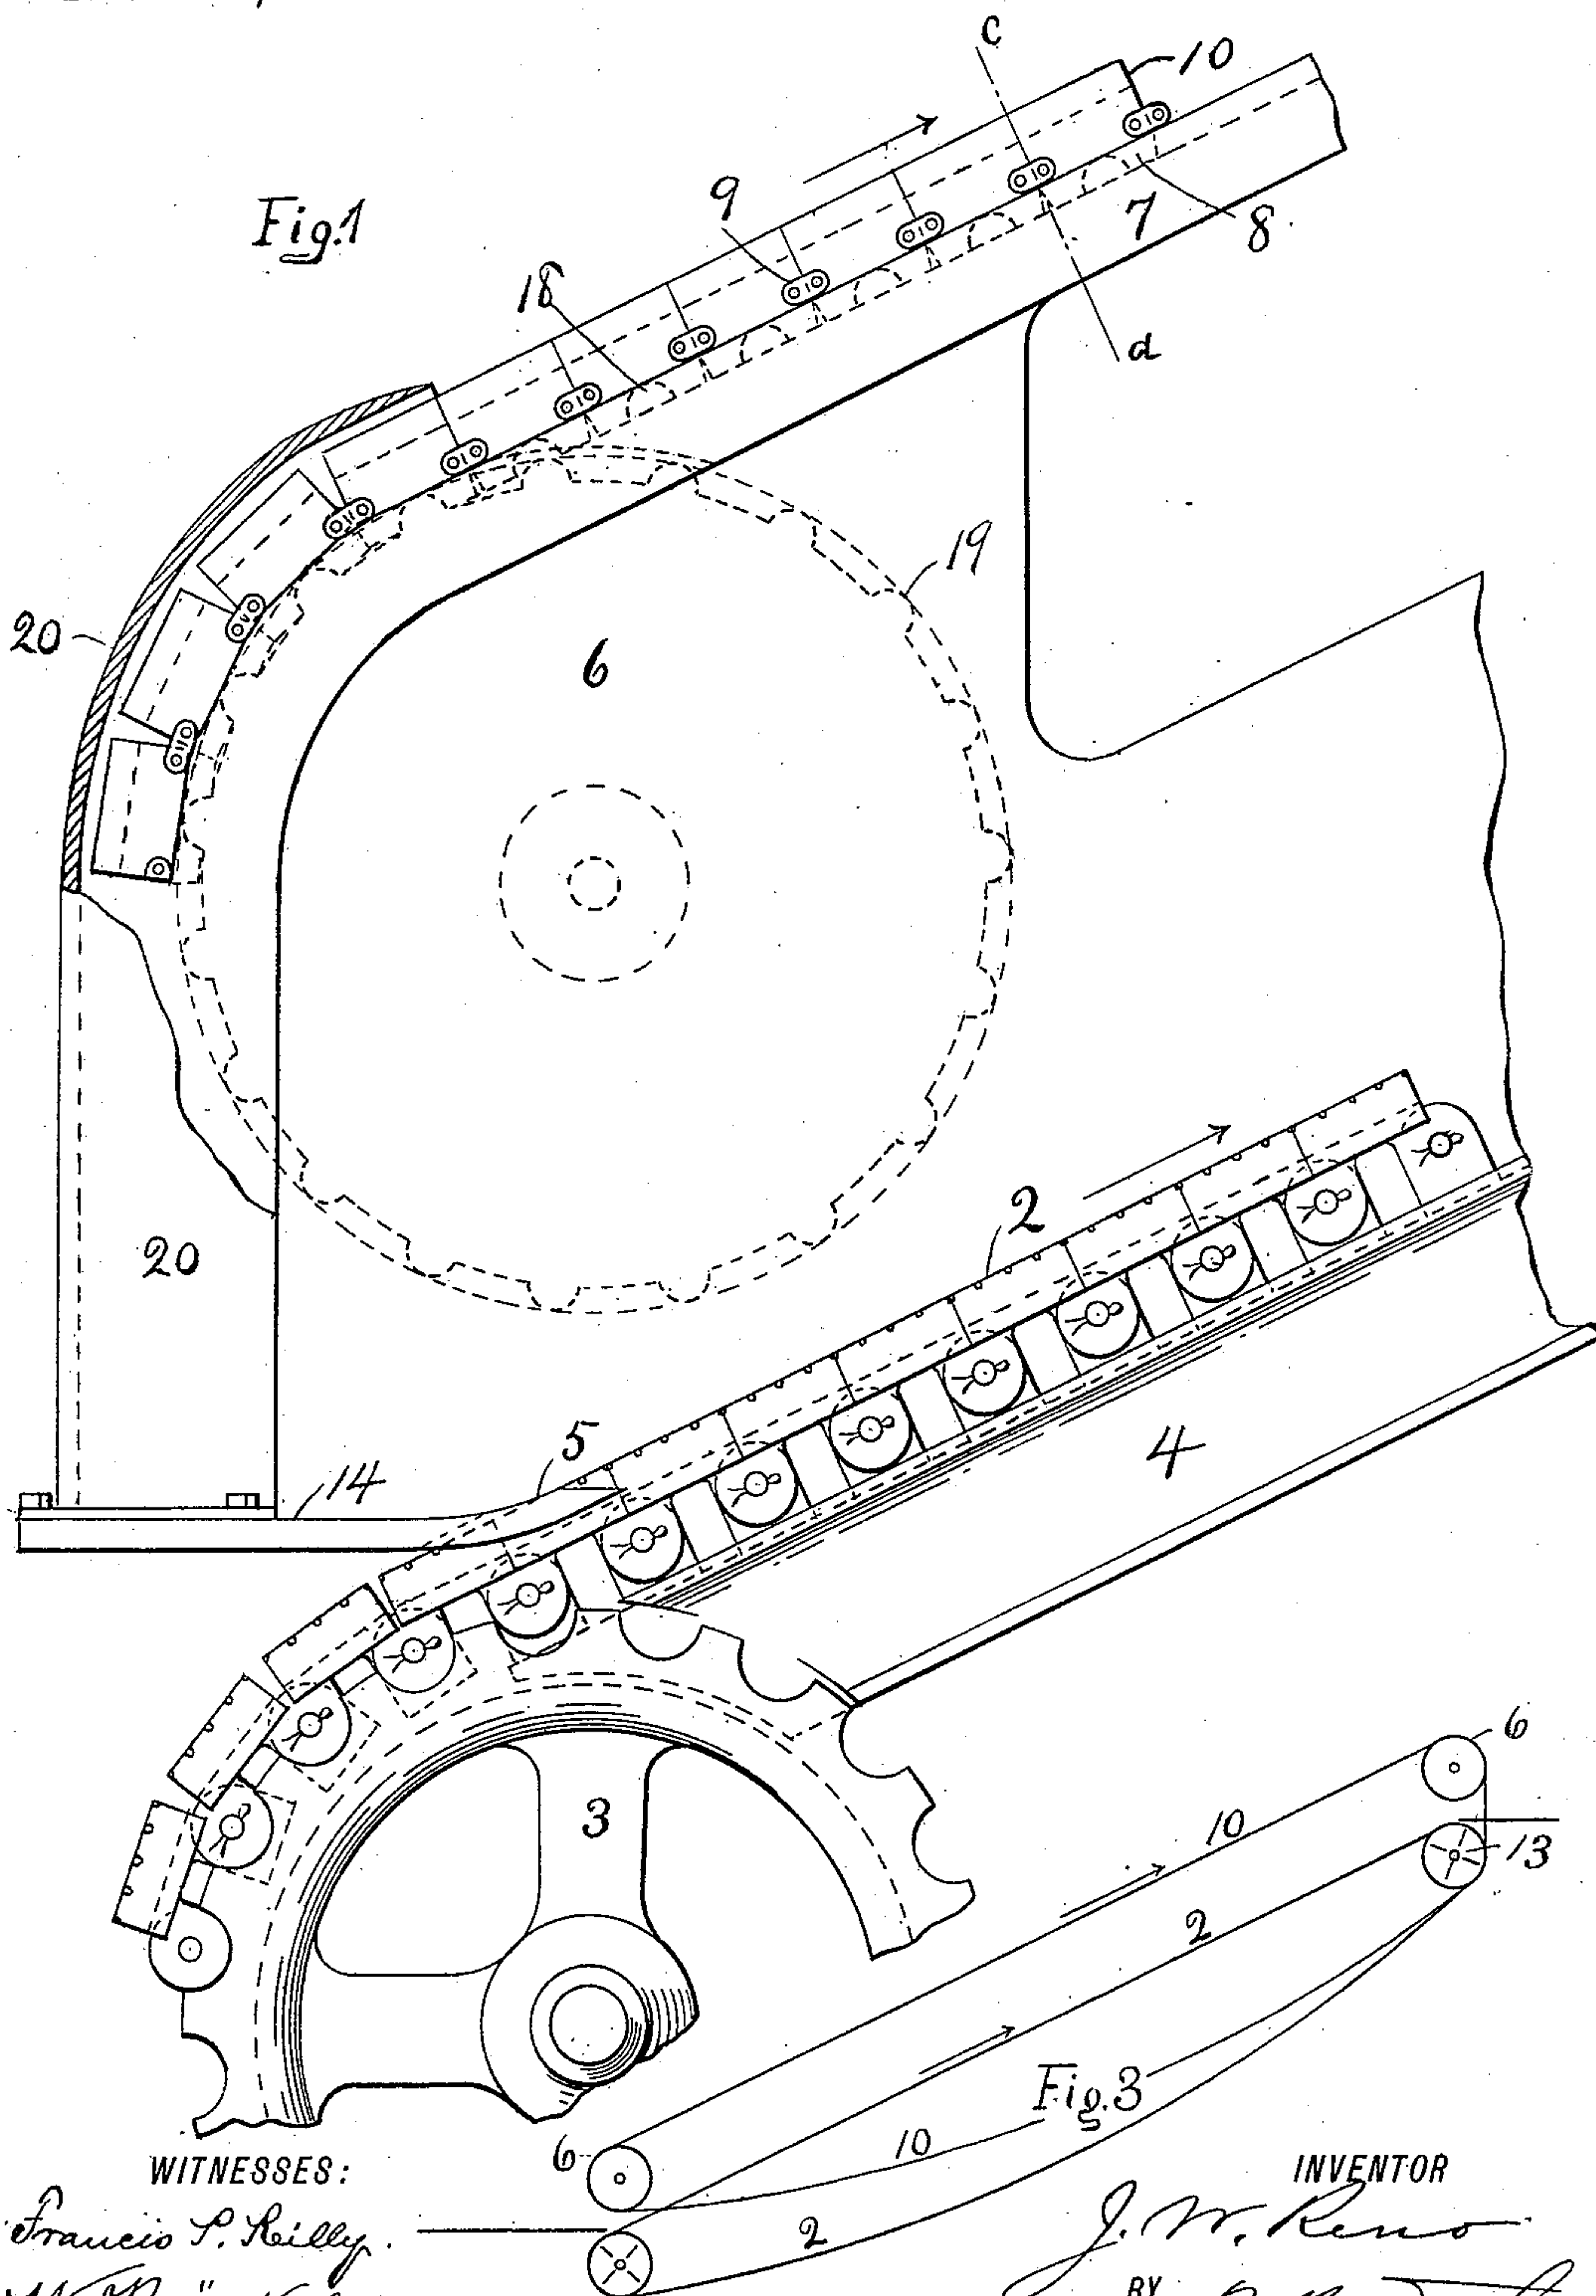 c
10
Fig.1
9
7
8
18
d
19
20
6
20
2
5
14
4
3
6
10
13
2
Fig.3
6
10
2
WITNESSES:
INVENTOR
Francis P. Reilly.
J. W. Reno
BY